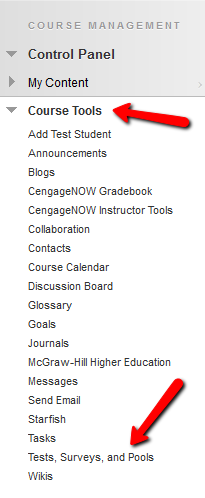 COURSE MANAGEMENT
Control Panel
My Content
Course Tools
Add Test Student
Announcements
Blogs
CengageNOW Gradebook
CengageNOW Instructor Tools
Collaboration
Contacts
Course Calendar
Discussion Board
Glossary
Goals
Journals
McGraw-Hill Higher Education
Messages
Send Email
Starfish
Tasks
Tests, Surveys, and Pools
Wikis